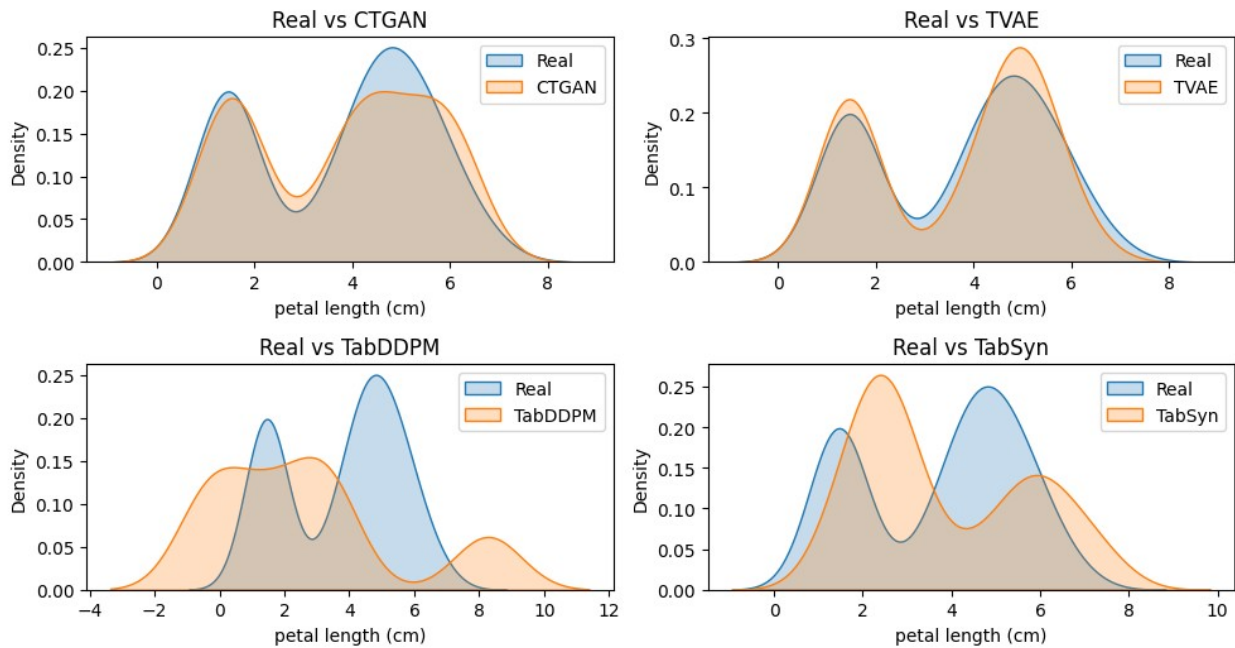 Real vs CTGAN
Real
CTGAN
Density
0.25
0.20
0.15
0.10
0.05
0.00
0 2 4 6 8
petal length (cm)
Real vs TVAE
Real
TVAE
Density
0.3
0.2
0.1
0.0
0 2 4 6 8
petal length (cm)
Real vs TabDDPM
Real
TabDDPM
Density
0.25
0.20
0.15
0.10
0.05
0.00
−4 −2 0 2 4 6 8 10 12
petal length (cm)
Real vs TabSyn
Real
TabSyn
Density
0.25
0.20
0.15
0.10
0.05
0.00
0 2 4 6 8 10
petal length (cm)